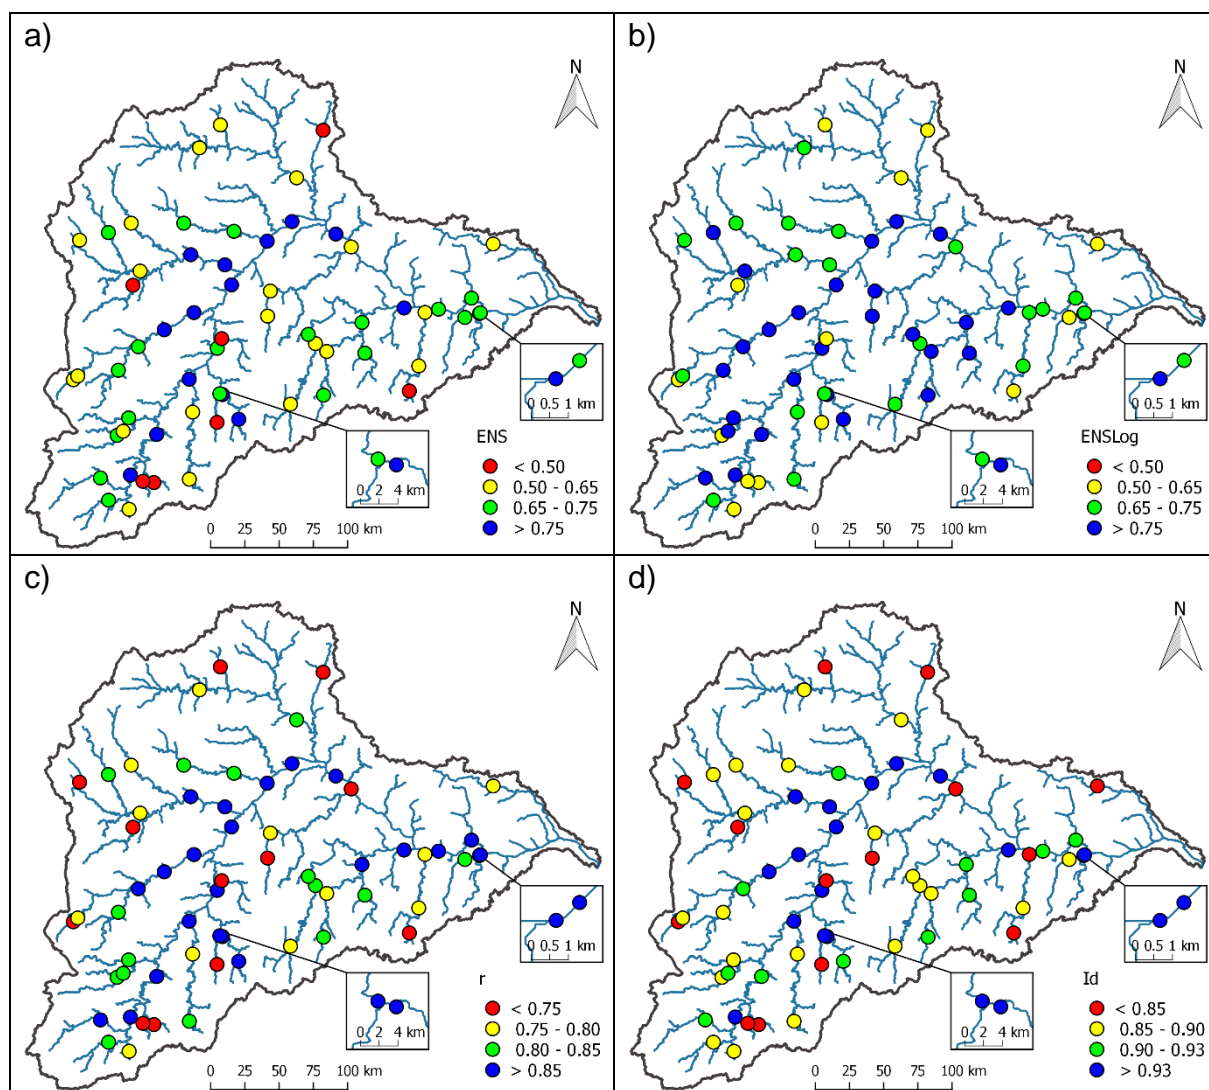 a)
N
0 0.5 1 km
ENS
< 0.50
0.50 - 0.65
0.65 - 0.75
> 0.75
0 2 4 km
0 25 50 75 100 km
b)
N
0 0.5 1 km
ENSLog
< 0.50
0.50 - 0.65
0.65 - 0.75
> 0.75
0 2 4 km
0 25 50 75 100 km
c)
N
0 0.5 1 km
r
< 0.75
0.75 - 0.80
0.80 - 0.85
> 0.85
0 2 4 km
0 25 50 75 100 km
d)
N
0 0.5 1 km
Id
< 0.85
0.85 - 0.90
0.90 - 0.93
> 0.93
0 2 4 km
0 25 50 75 100 km